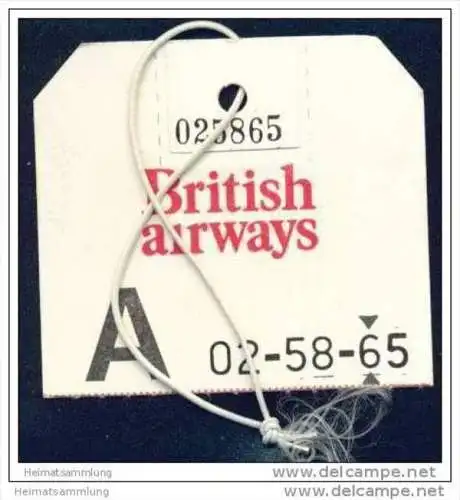 025865
British
airways
A 02-58-65
Heimatsammlung
www.delcampe.net
Heimatsammlung
www.delcampe.net